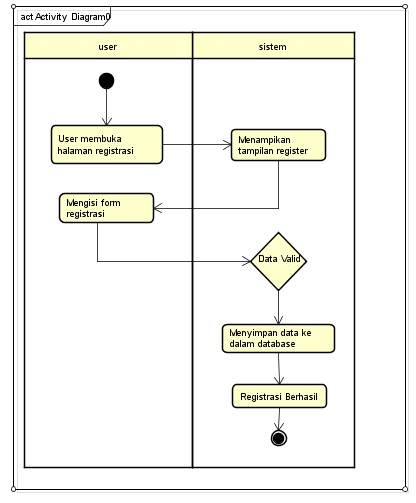 act Activity Diagram0
user
sistem
User membuka
halaman registrasi
Menampikan
tampilan register
Mengisi form
registrasi
Data Valid
Menyimpan data ke
dalam database
Registrasi Berhasil